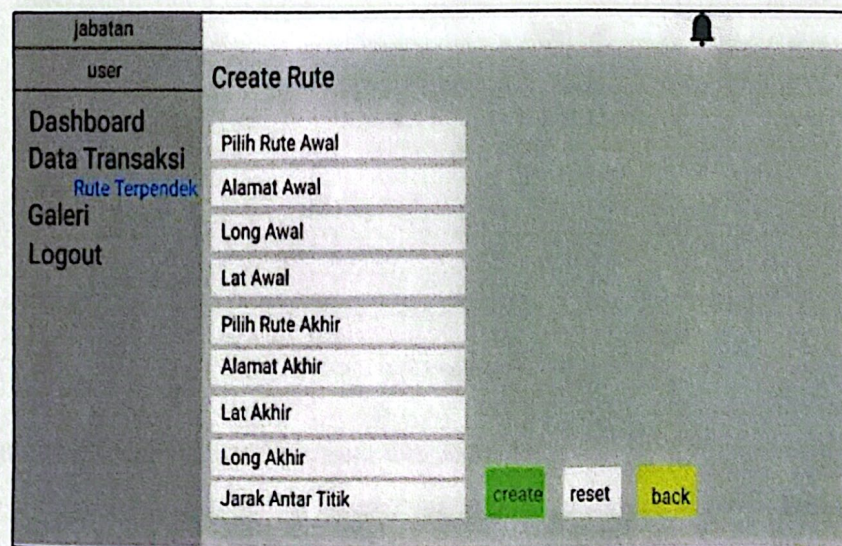 jabatan
user
Dashboard
Data Transaksi
Rute Terpendek
Galeri
Logout
Create Rute
Pilih Rute Awal
Alamat Awal
Long Awal
Lat Awal
Pilih Rute Akhir
Alamat Akhir
Lat Akhir
Long Akhir
Jarak Antar Titik
create reset back